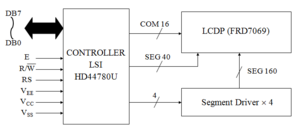 DB7
DB0
E
R/W̅
RS
VEE
VCC
VSS
CONTROLLER
LSI
HD44780U
COM 16
SEG 40
4
LCDP (FRD7069)
SEG 160
Segment Driver × 4